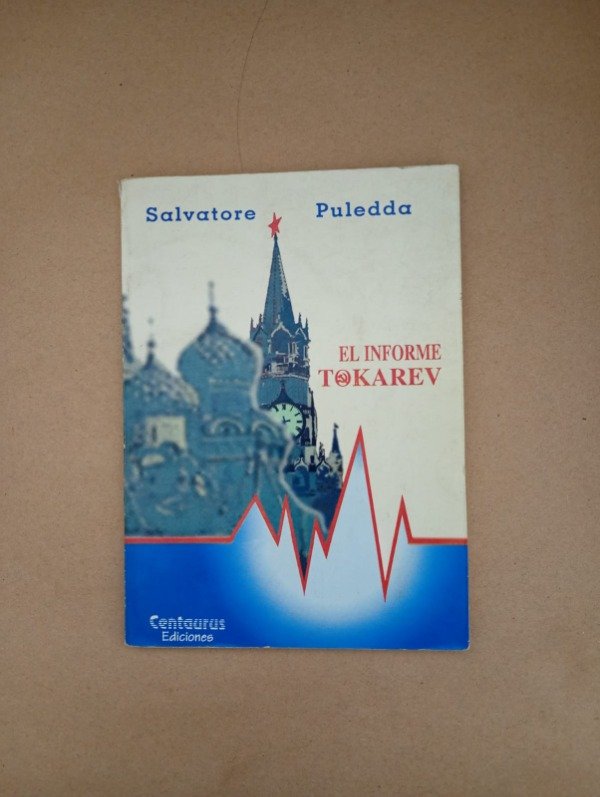 Salvatore Puledda
EL INFORME
TOKAREV
Centaurus
Ediciones